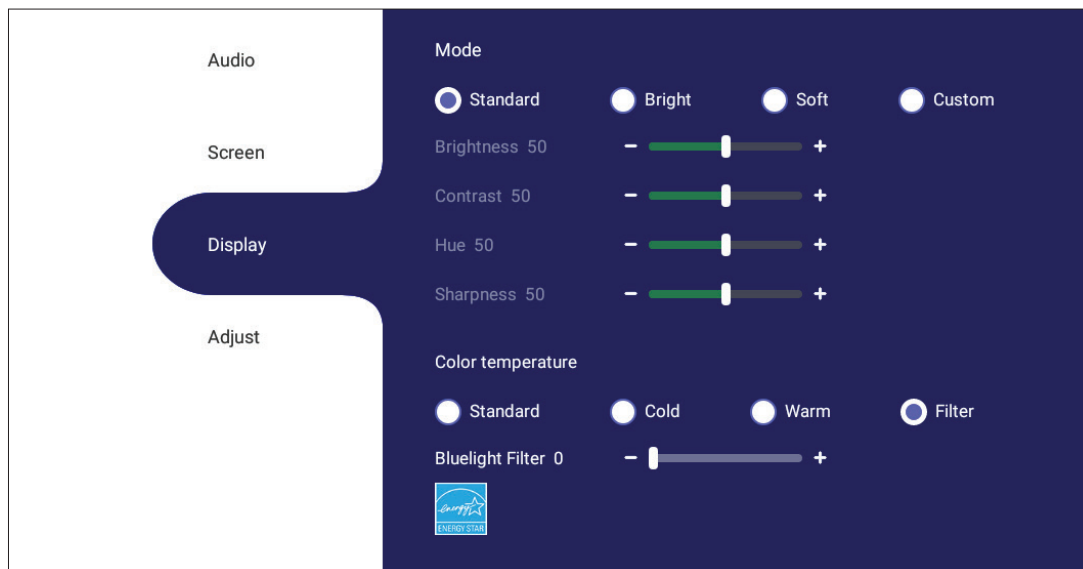 Audio
Screen
Display
Adjust
Mode
Standard Bright Soft Custom
Brightness 50 - +
Contrast 50 - +
Hue 50 - +
Sharpness 50 - +
Color temperature
Standard Cold Warm Filter
Bluelight Filter 0 - +
energy
ENERGY STAR